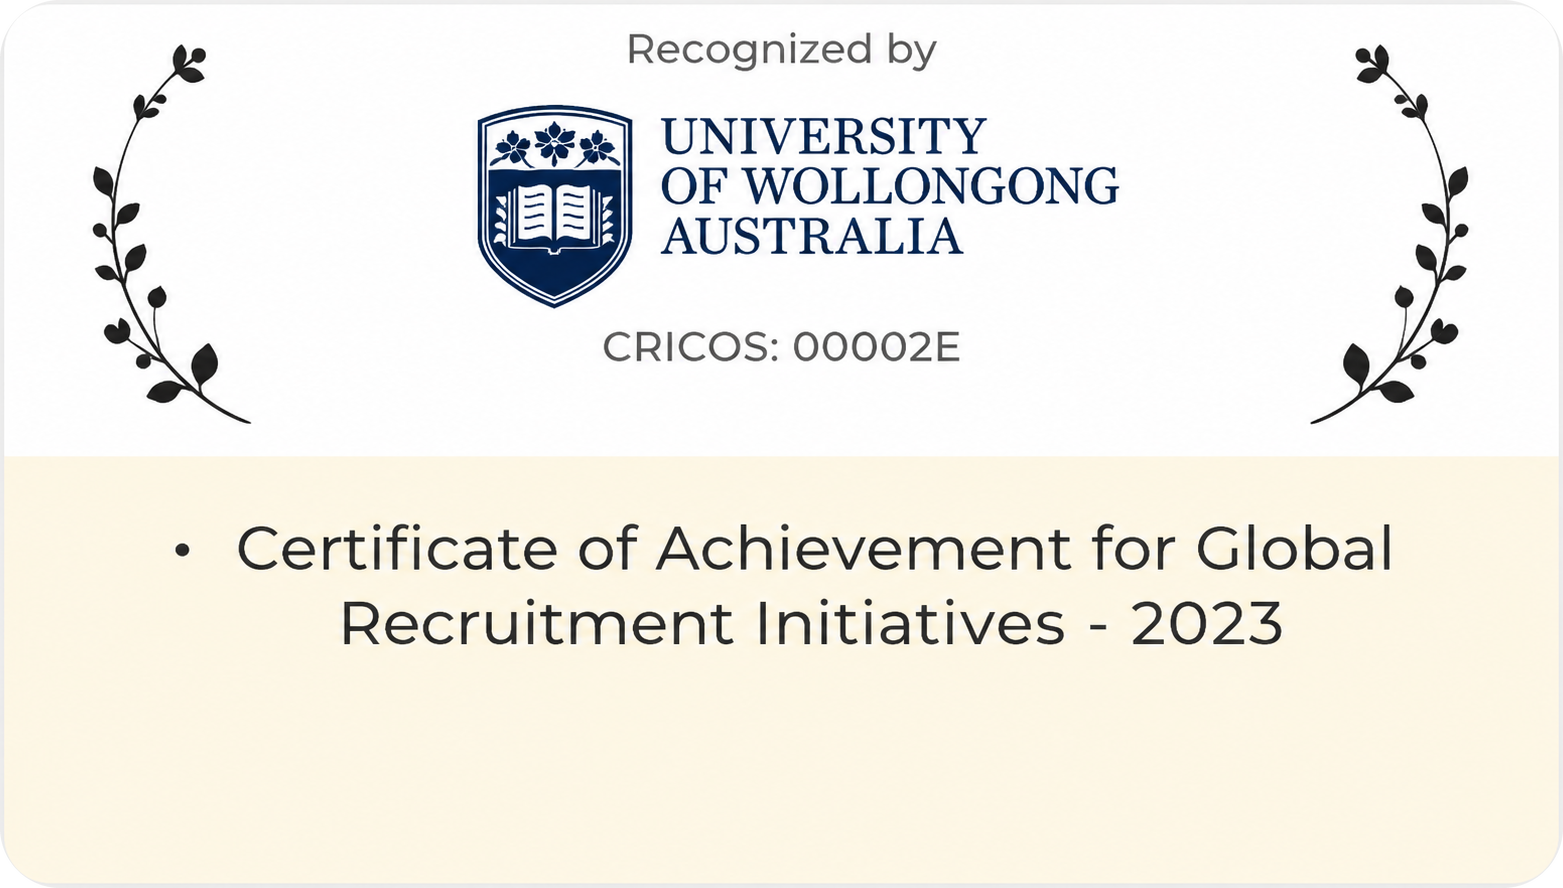 Recognized by
UNIVERSITY
OF WOLLONGONG
AUSTRALIA
CRICOS: 00002E
• Certificate of Achievement for Global
Recruitment Initiatives - 2023